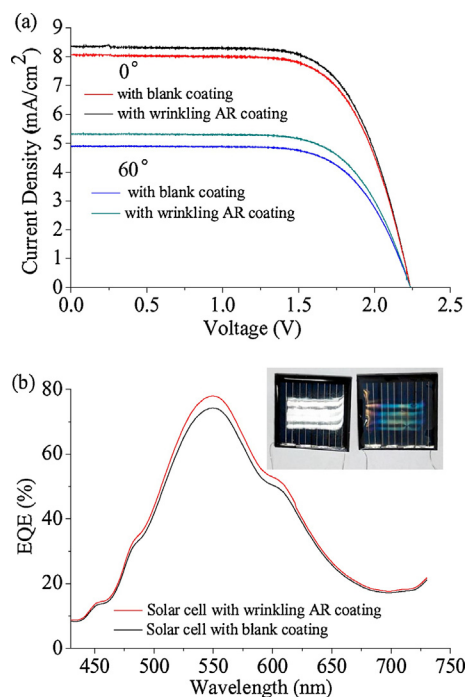 (a)
9
8
7
6
5
4
3
2
1
0
Current Density (mA/cm²)
0°
with blank coating
with wrinkling AR coating
60°
with blank coating
with wrinkling AR coating
0.0 0.5 1.0 1.5 2.0 2.5
Voltage (V)
(b)
80
60
40
20
0
EQE (%)
Solar cell with wrinkling AR coating
Solar cell with blank coating
450 500 550 600 650 700 750
Wavelength (nm)